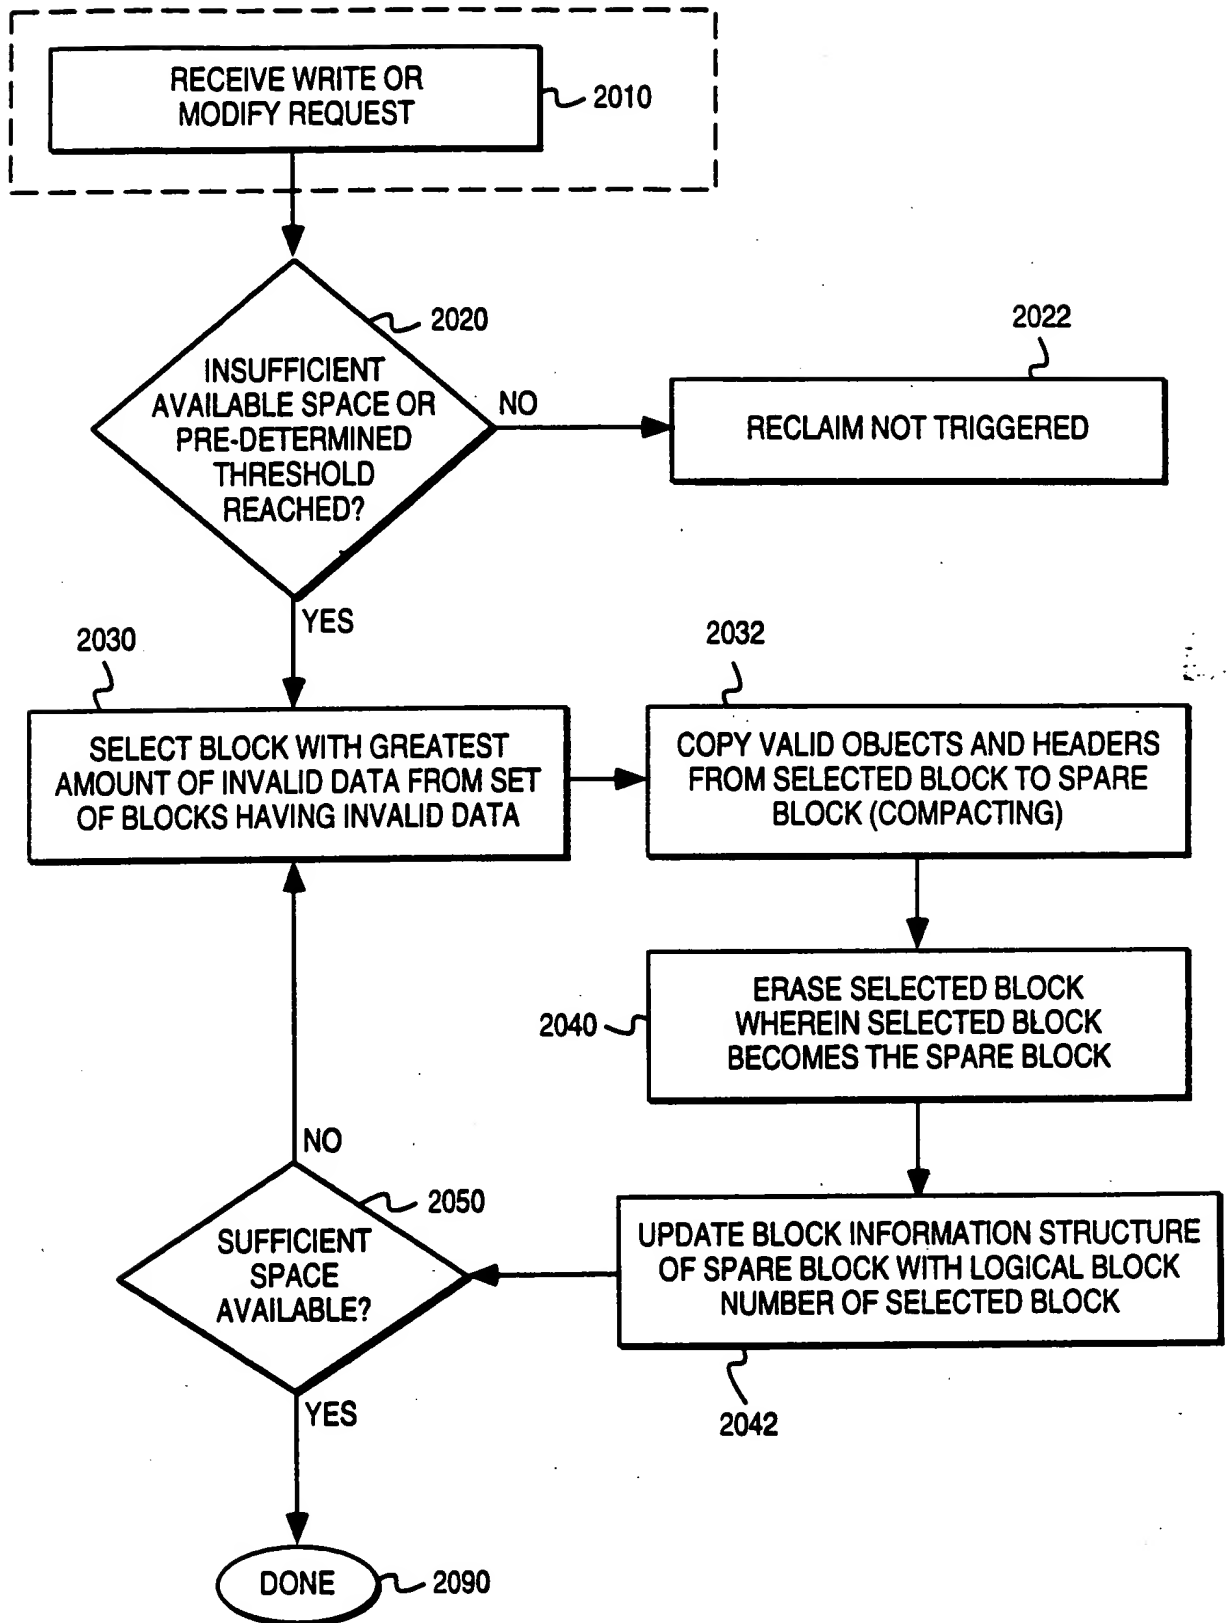 RECEIVE WRITE OR
MODIFY REQUEST
2010
2020
INSUFFICIENT
AVAILABLE SPACE OR
PRE-DETERMINED
THRESHOLD
REACHED?
NO
2022
RECLAIM NOT TRIGGERED
YES
2030
SELECT BLOCK WITH GREATEST
AMOUNT OF INVALID DATA FROM SET
OF BLOCKS HAVING INVALID DATA
2032
COPY VALID OBJECTS AND HEADERS
FROM SELECTED BLOCK TO SPARE
BLOCK (COMPACTING)
2040
ERASE SELECTED BLOCK
WHEREIN SELECTED BLOCK
BECOMES THE SPARE BLOCK
UPDATE BLOCK INFORMATION STRUCTURE
OF SPARE BLOCK WITH LOGICAL BLOCK
NUMBER OF SELECTED BLOCK
2042
NO
2050
SUFFICIENT
SPACE
AVAILABLE?
YES
DONE
2090